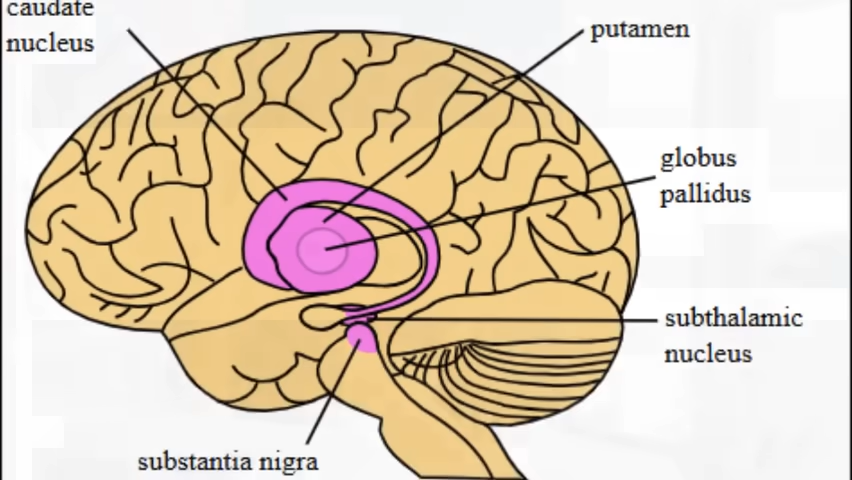 caudate
nucleus
putamen
globus
pallidus
subthalamic
nucleus
substantia nigra